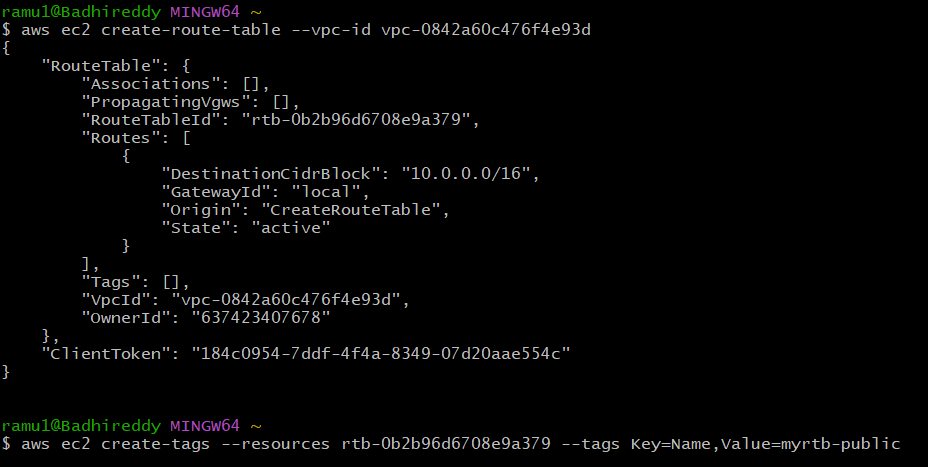 ramu1@Badhireddy MINGW64 ~
$ aws ec2 create-route-table --vpc-id vpc-0842a60c476f4e93d
{
    "RouteTable": {
        "Associations": [],
        "PropagatingVgws": [],
        "RouteTableId": "rtb-0b2b96d6708e9a379",
        "Routes": [
            {
                "DestinationCidrBlock": "10.0.0.0/16",
                "GatewayId": "local",
                "Origin": "CreateRouteTable",
                "State": "active"
            }
        ],
        "Tags": [],
        "VpcId": "vpc-0842a60c476f4e93d",
        "OwnerId": "637423407678"
    },
    "ClientToken": "184c0954-7ddf-4f4a-8349-07d20aae554c"
}
ramu1@Badhireddy MINGW64 ~
$ aws ec2 create-tags --resources rtb-0b2b96d6708e9a379 --tags Key=Name,Value=myrtb-public